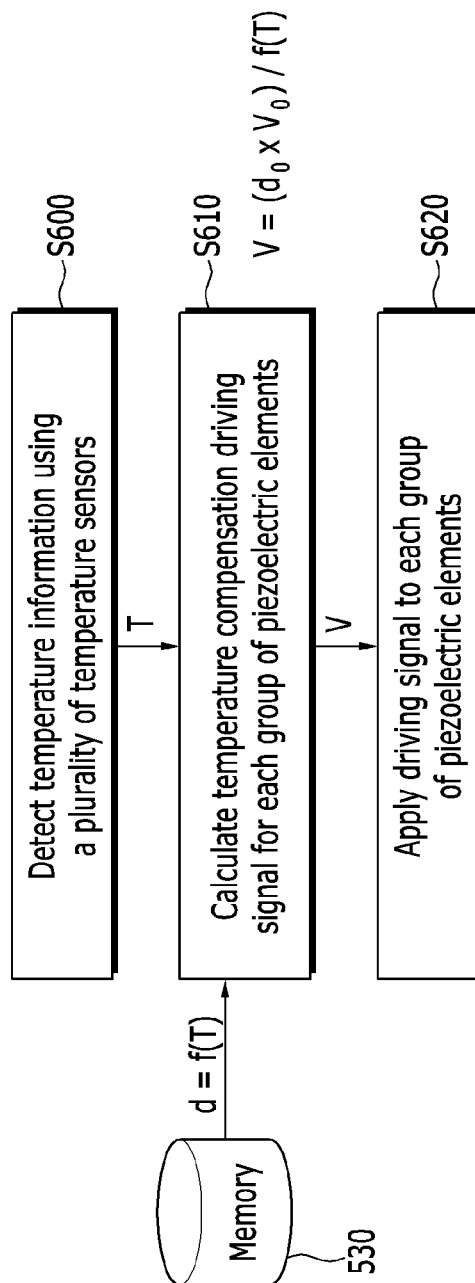 Detect temperature information using
a plurality of temperature sensors
S600
T
Memory
530
d = f(T)
Calculate temperature compensation driving
signal for each group of piezoelectric elements
S610
V = (d₀ x V₀) / f(T)
V
Apply driving signal to each group
of piezoelectric elements
S620